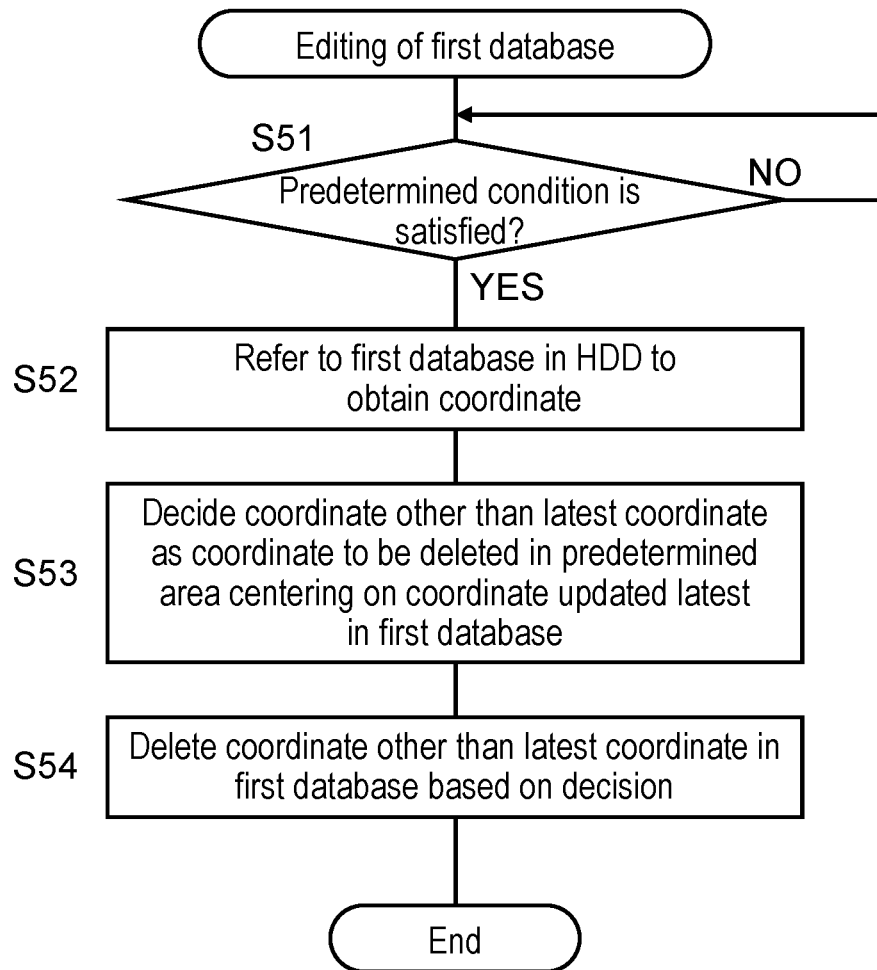 Editing of first database
S51
Predetermined condition is
satisfied?
NO
YES
S52
Refer to first database in HDD to
obtain coordinate
S53
Decide coordinate other than latest coordinate
as coordinate to be deleted in predetermined
area centering on coordinate updated latest
in first database
S54
Delete coordinate other than latest coordinate in
first database based on decision
End